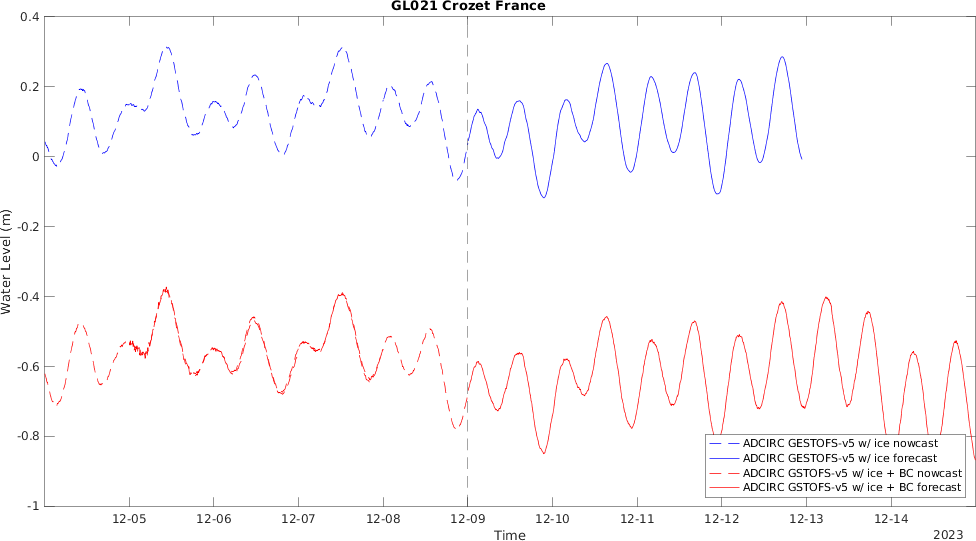 GL021 Crozet France
0.4
0.2
0
-0.2
-0.4
-0.6
-0.8
-1
Water Level (m)
12-05 12-06 12-07 12-08 12-09 12-10 12-11 12-12 12-13 12-14
Time
2023
ADCIRC GESTOFS-v5 w/ ice nowcast
ADCIRC GESTOFS-v5 w/ ice forecast
ADCIRC GSTOFS-v5 w/ ice + BC nowcast
ADCIRC GSTOFS-v5 w/ ice + BC forecast